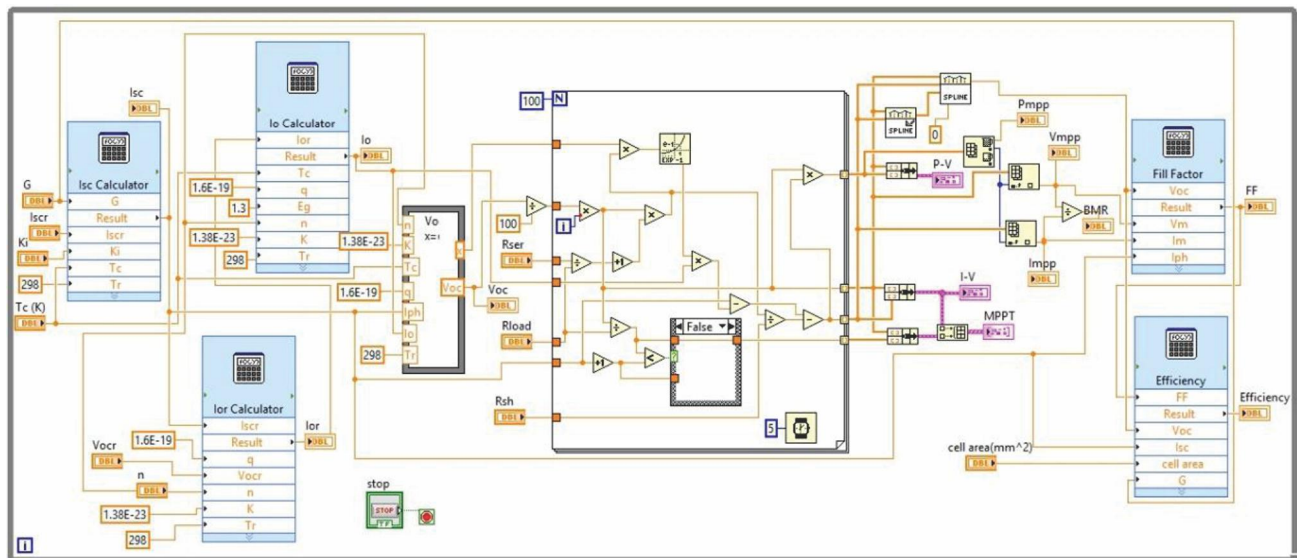 Isc
G
DBL
Iscr
DBL
Ki
DBL
298
Tc (K)
DBL
DBL
Isc Calculator
G
Result
Iscr
Ki
Tc
Tr
Io Calculator
Ior
Result
Tc
q
Eg
n
K
Tr
1.6E-19
1.3
1.38E-23
298
Io
DBL
Ior Calculator
Iscr
Result
q
Vocr
n
K
Tr
1.6E-19
Vocr
DBL
n
DBL
1.38E-23
298
Ior
DBL
1.38E-23
1.6E-19
298
Vo
n
K
Tc
q
Iph
Io
Tr
x
Voc
Voc
DBL
100
Rser
DBL
Rload
DBL
Rsh
DBL
100
N
i
+1
+1
EXP-1
False
?
5
stop
STOP
TF
i
SPLINE
SPLINE
0
P-V
Pmpp
DBL
Vmpp
DBL
BMR
DBL
Impp
DBL
I-V
MPPT
Fill Factor
Voc
Result
Vm
Im
Iph
FF
DBL
Efficiency
FF
Result
Voc
Isc
cell area
G
Efficiency
DBL
cell area(mm^2)
DBL